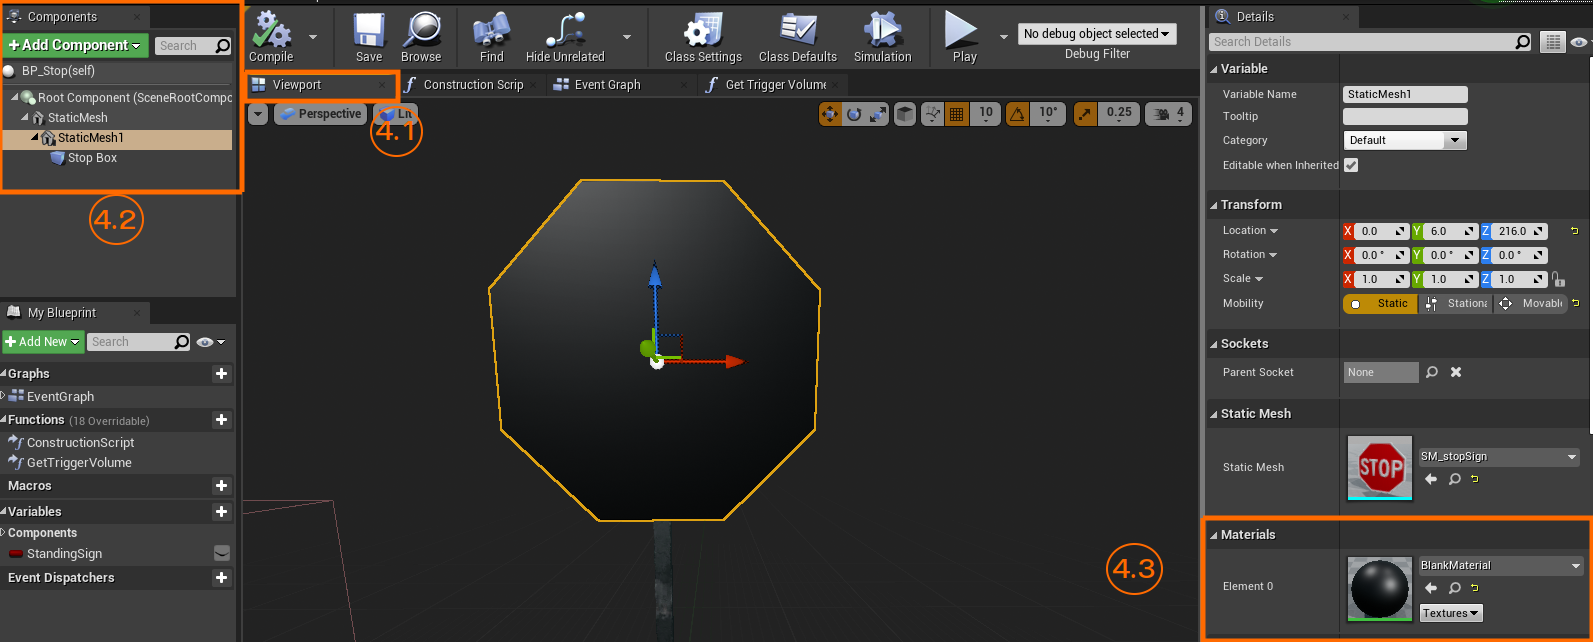 Components
+ Add Component
Search
BP_Stop(self)
Root Component (SceneRootCompo
StaticMesh
StaticMesh1
Stop Box
4.2
My Blueprint
+ Add New
Search
Graphs
EventGraph
Functions (18 Overridable)
ConstructionScript
GetTriggerVolume
Macros
Variables
Components
StandingSign
Event Dispatchers
Compile
Save
Browse
Find
Hide Unrelated
Class Settings
Class Defaults
Simulation
Play
No debug object selected
Debug Filter
Viewport
Construction Scrip
Event Graph
Get Trigger Volume
Perspective
10
10°
0.25
4
4.1
4.3
Details
Search Details
Variable
Variable Name
StaticMesh1
Tooltip
Category
Default
Editable when Inherited
Transform
Location
X 0.0
Y 6.0
Z 216.0
Rotation
X 0.0 °
Y 0.0 °
Z 0.0 °
Scale
X 1.0
Y 1.0
Z 1.0
Mobility
Static
Stationa
Movabl
Sockets
Parent Socket
None
Static Mesh
Static Mesh
STOP
SM_stopSign
Materials
Element 0
BlankMaterial
Textures